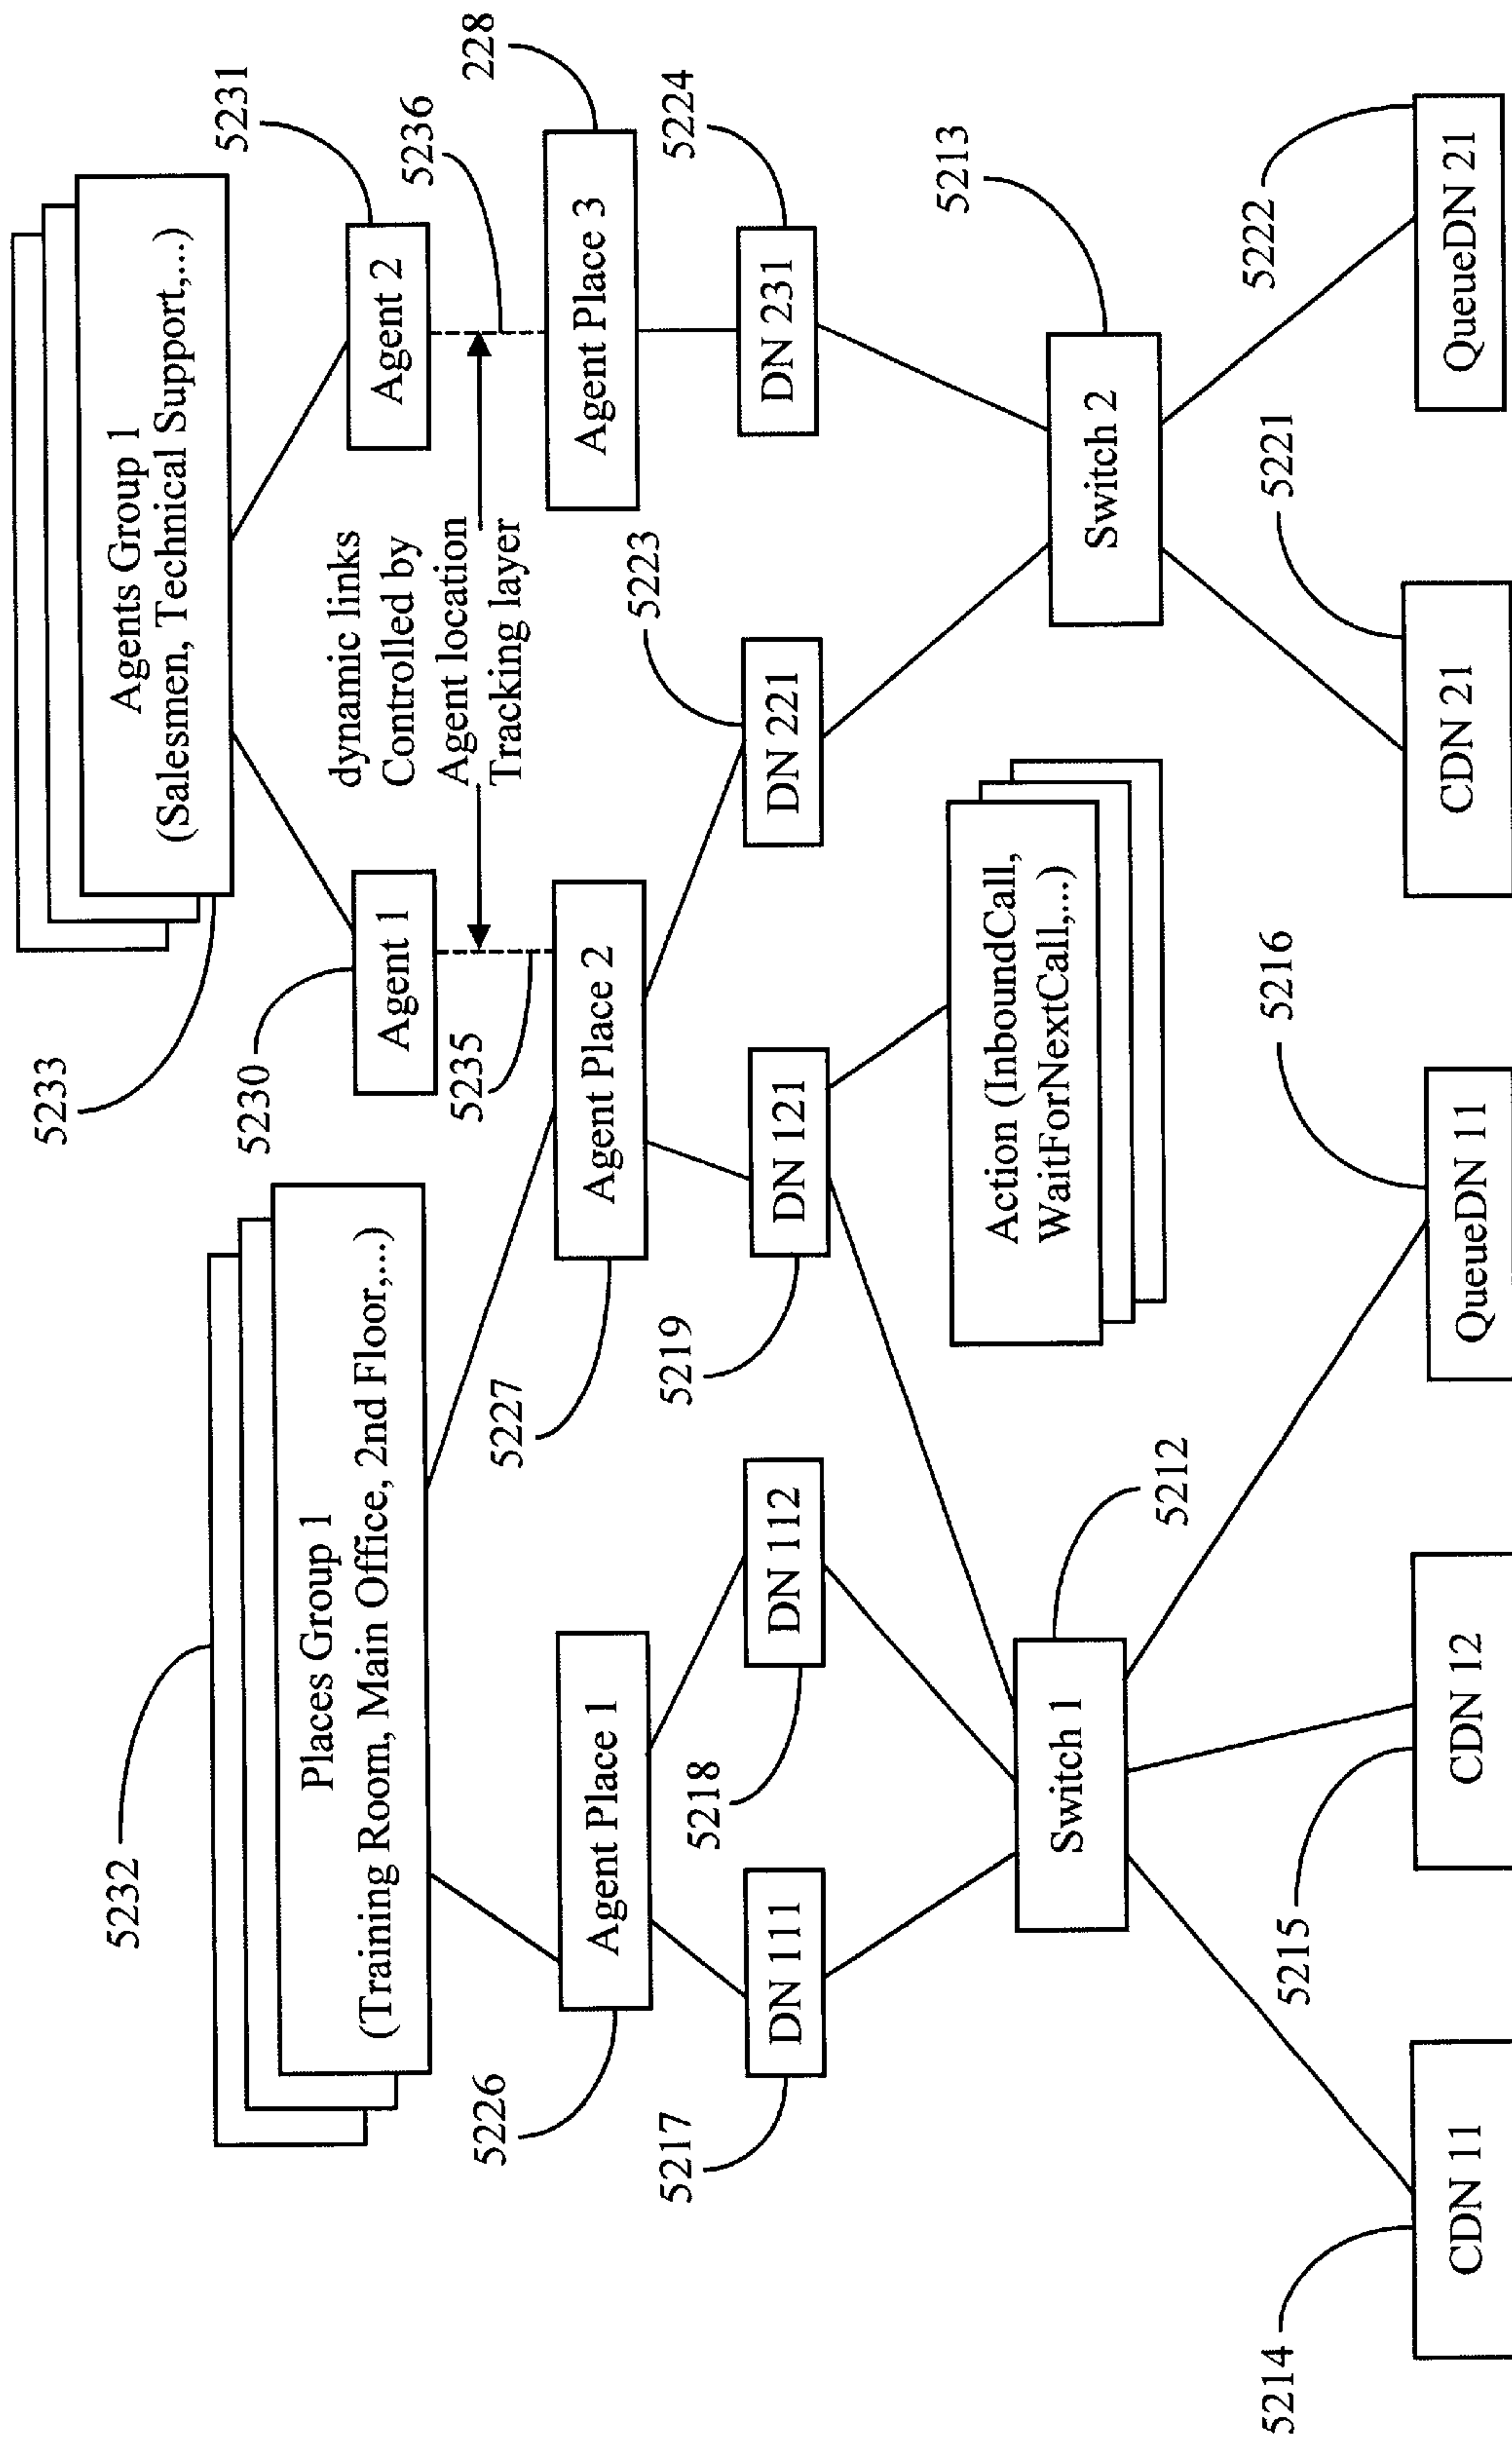 5233
Agents Group 1
(Salesmen, Technical Support,...)
5232
Places Group 1
(Training Room, Main Office, 2nd Floor,...)
5230
Agent 1
5231
Agent 2
dynamic links
Controlled by
Agent location
Tracking layer
5235
5236
5226
Agent Place 1
5227
Agent Place 2
Agent Place 3
228
5217
DN 111
5218
DN 112
5219
DN 121
5223
DN 221
DN 231
5224
Action (InboundCall,
WaitForNextCall,...)
Switch 1
5212
Switch 2
5213
5214
CDN 11
5215
CDN 12
5216
QueueDN 11
5221
CDN 21
5222
QueueDN 21